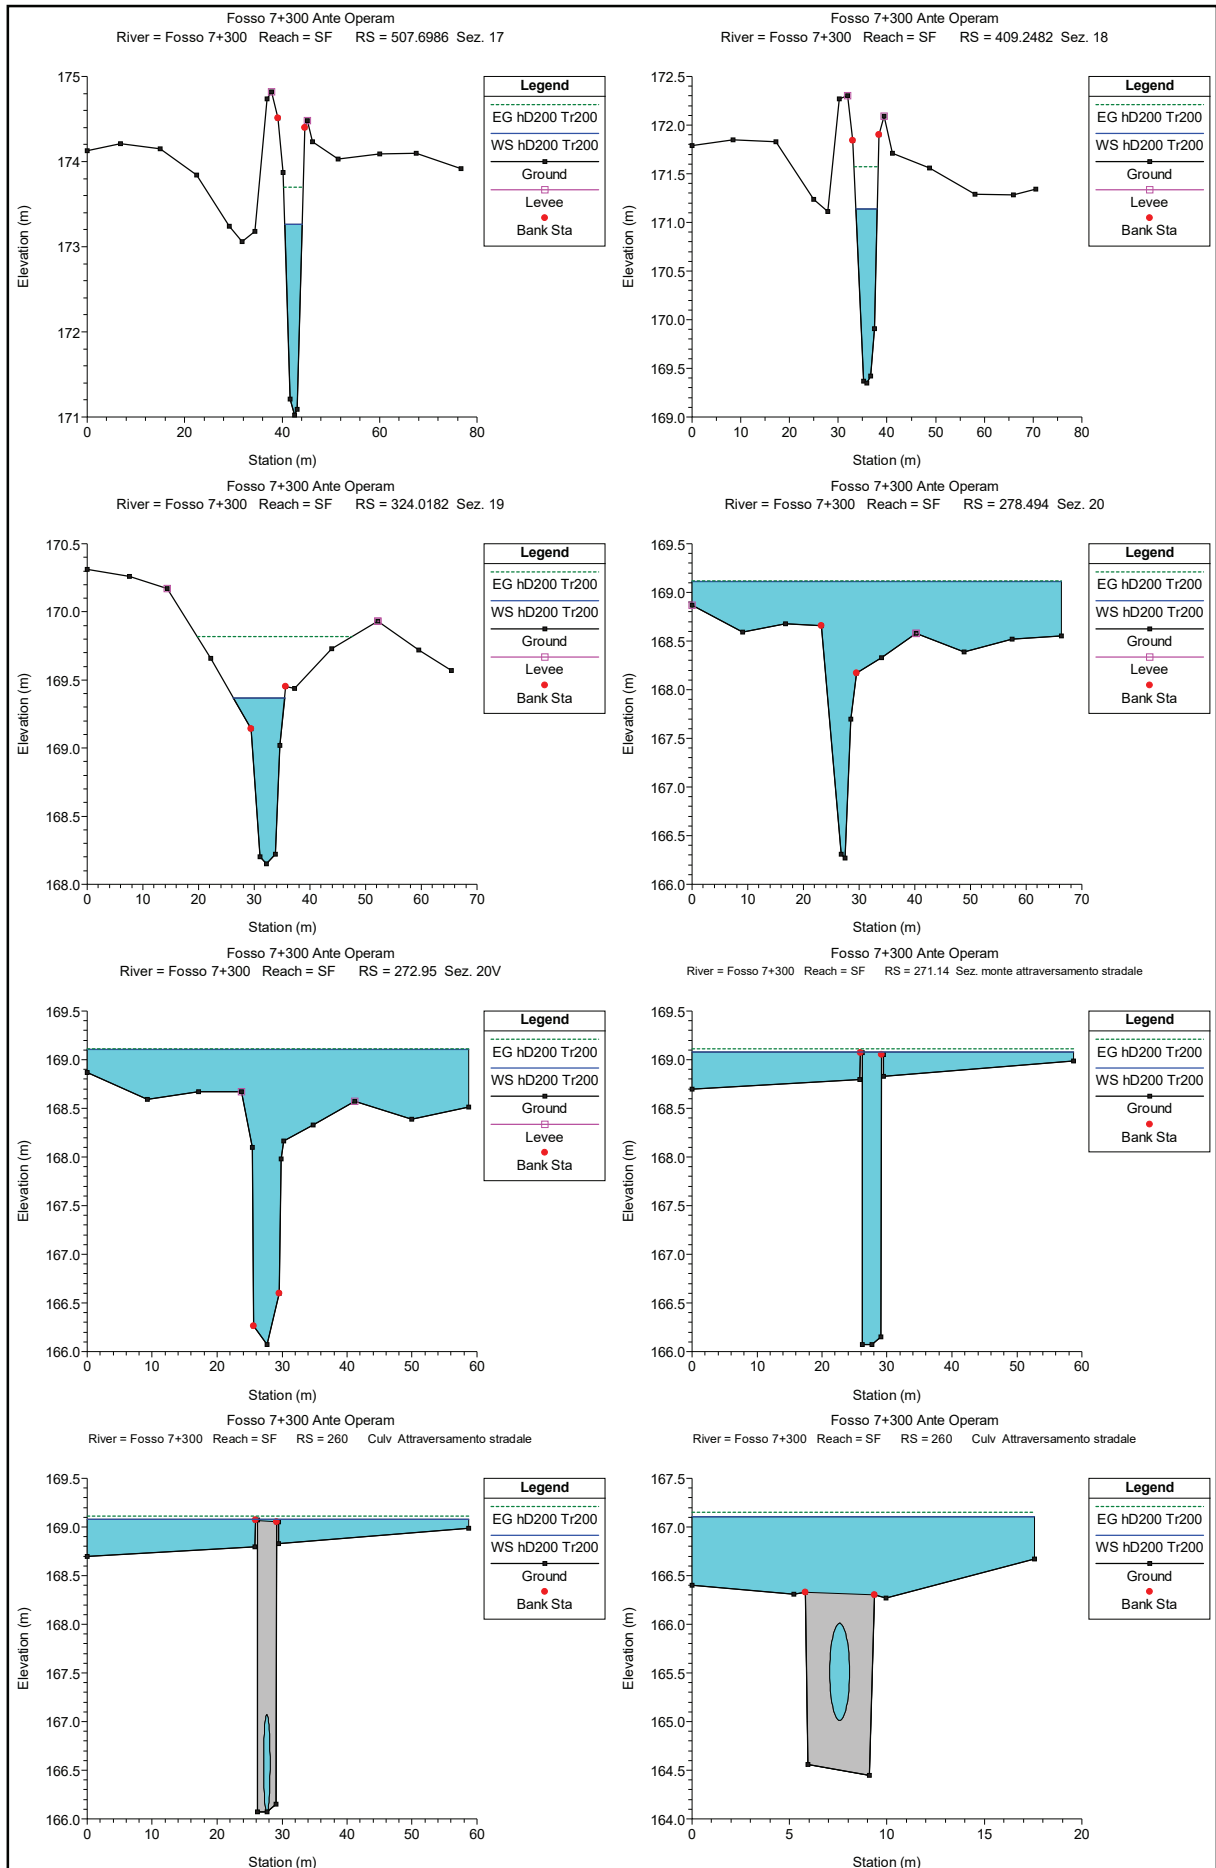 Fosso 7+300 Ante Operam
River = Fosso 7+300 Reach = SF RS = 507.6986 Sez. 17
175
174
173
172
171
Elevation (m)
0 20 40 60 80
Station (m)
Legend
EG hD200 Tr200
WS hD200 Tr200
Ground
Levee
Bank Sta
Fosso 7+300 Ante Operam
River = Fosso 7+300 Reach = SF RS = 409.2482 Sez. 18
172.5
172.0
171.5
171.0
170.5
170.0
169.5
169.0
Elevation (m)
0 10 20 30 40 50 60 70 80
Station (m)
Legend
EG hD200 Tr200
WS hD200 Tr200
Ground
Levee
Bank Sta
Fosso 7+300 Ante Operam
River = Fosso 7+300 Reach = SF RS = 324.0182 Sez. 19
170.5
170.0
169.5
169.0
168.5
168.0
Elevation (m)
0 10 20 30 40 50 60 70
Station (m)
Legend
EG hD200 Tr200
WS hD200 Tr200
Ground
Levee
Bank Sta
Fosso 7+300 Ante Operam
River = Fosso 7+300 Reach = SF RS = 278.494 Sez. 20
169.5
169.0
168.5
168.0
167.5
167.0
166.5
166.0
Elevation (m)
0 10 20 30 40 50 60 70
Station (m)
Legend
EG hD200 Tr200
WS hD200 Tr200
Ground
Levee
Bank Sta
Fosso 7+300 Ante Operam
River = Fosso 7+300 Reach = SF RS = 272.95 Sez. 20V
169.5
169.0
168.5
168.0
167.5
167.0
166.5
166.0
Elevation (m)
0 10 20 30 40 50 60
Station (m)
Legend
EG hD200 Tr200
WS hD200 Tr200
Ground
Levee
Bank Sta
Fosso 7+300 Ante Operam
River = Fosso 7+300 Reach = SF RS = 271.14 Sez. monte attraversamento stradale
169.5
169.0
168.5
168.0
167.5
167.0
166.5
166.0
Elevation (m)
0 10 20 30 40 50 60
Station (m)
Legend
EG hD200 Tr200
WS hD200 Tr200
Ground
Bank Sta
Fosso 7+300 Ante Operam
River = Fosso 7+300 Reach = SF RS = 260 Culv Attraversamento stradale
169.5
169.0
168.5
168.0
167.5
167.0
166.5
166.0
Elevation (m)
0 10 20 30 40 50 60
Station (m)
Legend
EG hD200 Tr200
WS hD200 Tr200
Ground
Bank Sta
Fosso 7+300 Ante Operam
River = Fosso 7+300 Reach = SF RS = 260 Culv Attraversamento stradale
167.5
167.0
166.5
166.0
165.5
165.0
164.5
164.0
Elevation (m)
0 5 10 15 20
Station (m)
Legend
EG hD200 Tr200
WS hD200 Tr200
Ground
Bank Sta